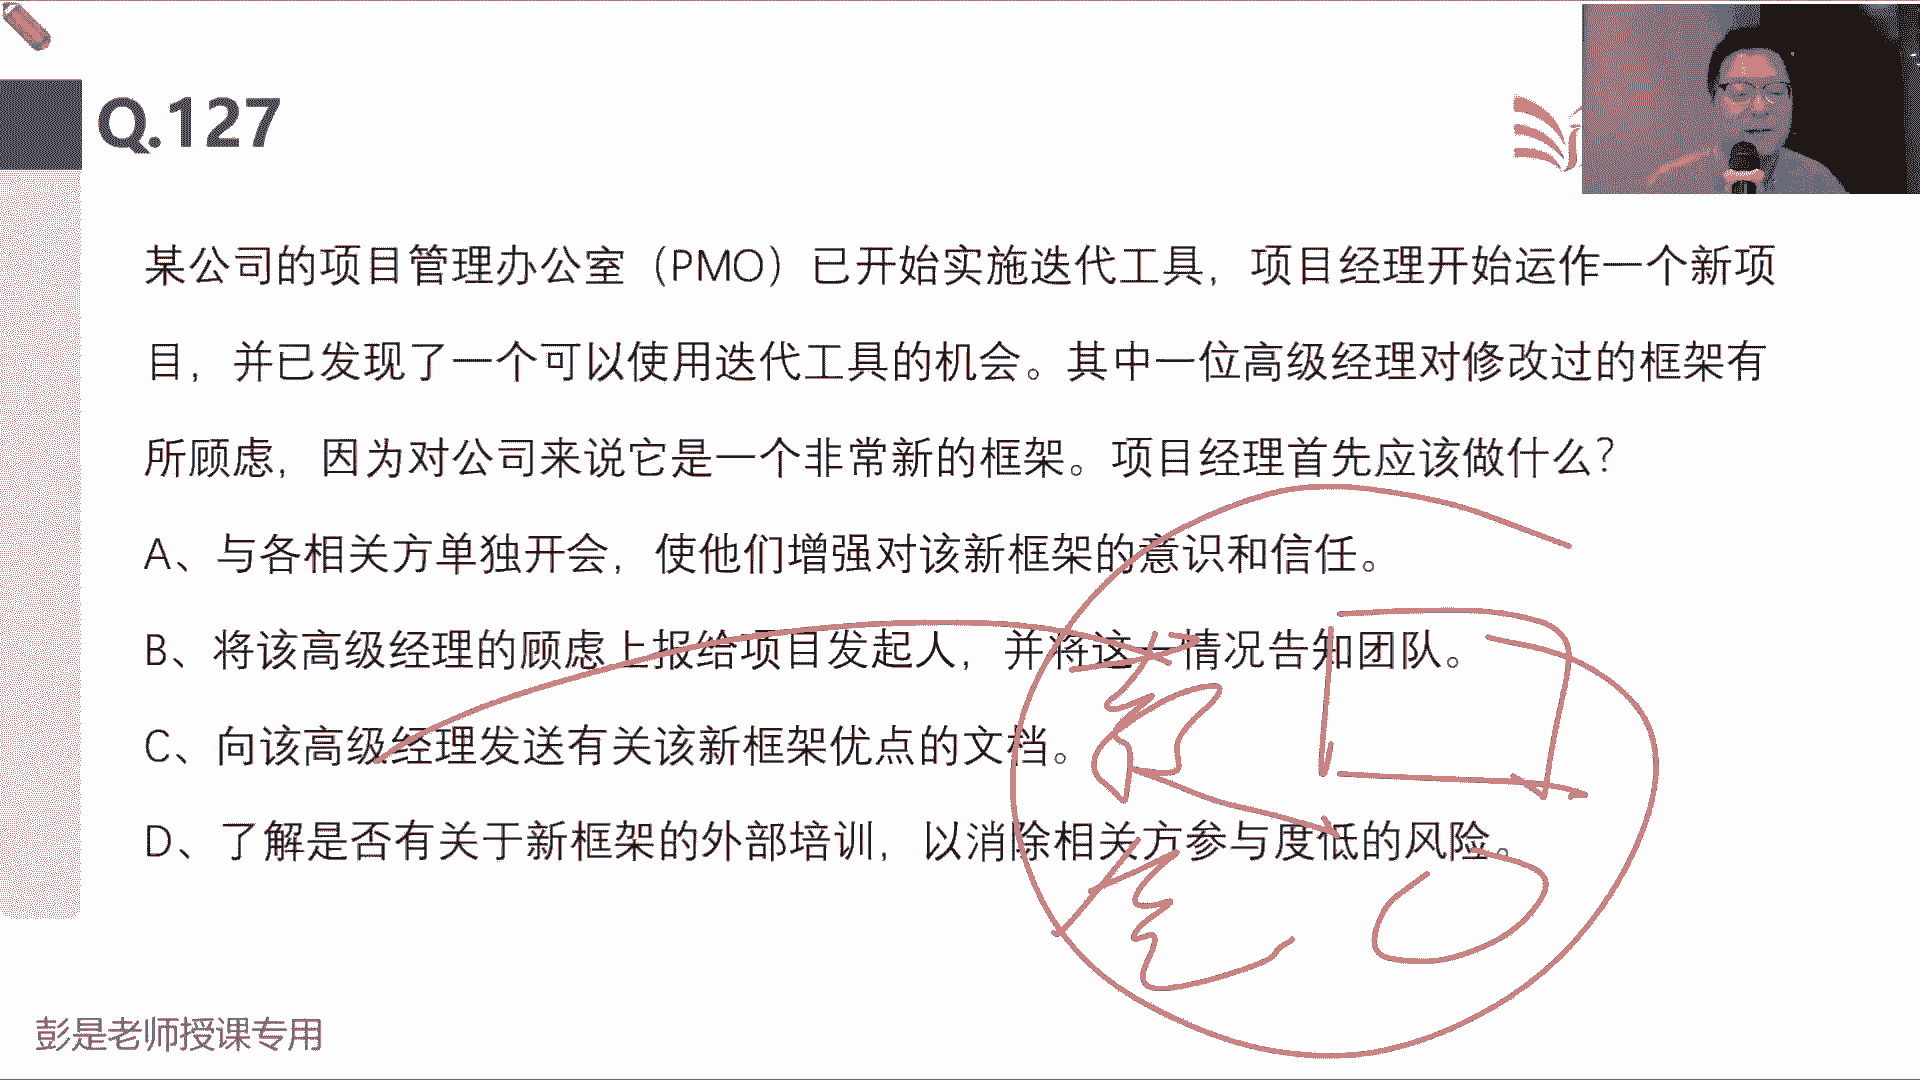 Q.127
某公司的项目管理办公室（PMO）已开始实施迭代工具，项目经理开始运作一个新项
目，并已发现了一个可以使用迭代工具的机会。其中一位高级经理对修改过的框架有
所顾虑，因为对公司来说它是一个非常新的框架。项目经理首先应该做什么？
A、与各相关方单独开会，使他们增强对该新框架的意识和信任。
B、将该高级经理的顾虑上报给项目发起人，并将这一情况告知团队。
C、向该高级经理发送有关该新框架优点的文档。
D、了解是否有关于新框架的外部培训，以消除相关方参与度低的风险。
彭是老师授课专用